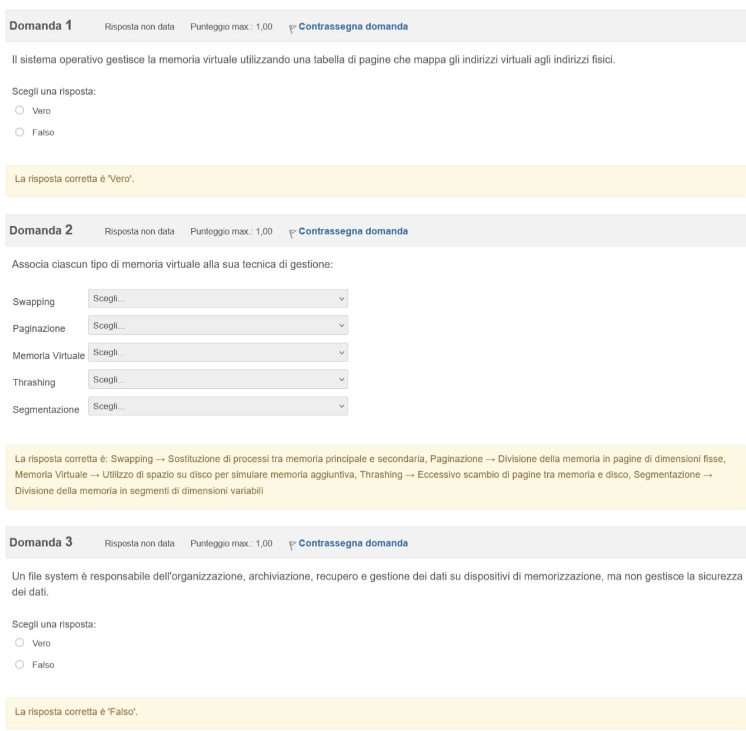 Domanda 1 Risposta non data Punteggio max.: 1,00 Contrassegna domanda
Il sistema operativo gestisce la memoria virtuale utilizzando una tabella di pagine che mappa gli indirizzi virtuali agli indirizzi fisici.
Scegli una risposta:
Vero
Falso
La risposta corretta è 'Vero'.
Domanda 2 Risposta non data Punteggio max.: 1,00 Contrassegna domanda
Associa ciascun tipo di memoria virtuale alla sua tecnica di gestione:
Swapping Scegli...
Paginazione Scegli...
Memoria Virtuale Scegli...
Thrashing Scegli...
Segmentazione Scegli...
La risposta corretta è: Swapping → Sostituzione di processi tra memoria principale e secondaria, Paginazione → Divisione della memoria in pagine di dimensioni fisse,
Memoria Virtuale → Utilizzo di spazio su disco per simulare memoria aggiuntiva, Thrashing → Eccessivo scambio di pagine tra memoria e disco, Segmentazione →
Divisione della memoria in segmenti di dimensioni variabili
Domanda 3 Risposta non data Punteggio max.: 1,00 Contrassegna domanda
Un file system è responsabile dell'organizzazione, archiviazione, recupero e gestione dei dati su dispositivi di memorizzazione, ma non gestisce la sicurezza
dei dati.
Scegli una risposta:
Vero
Falso
La risposta corretta è 'Falso'.